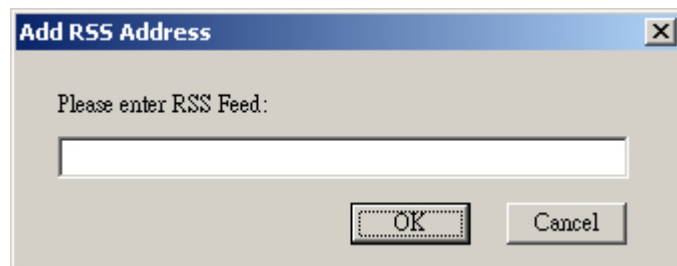 Add RSS Address
Please enter RSS Feed:
OK
Cancel